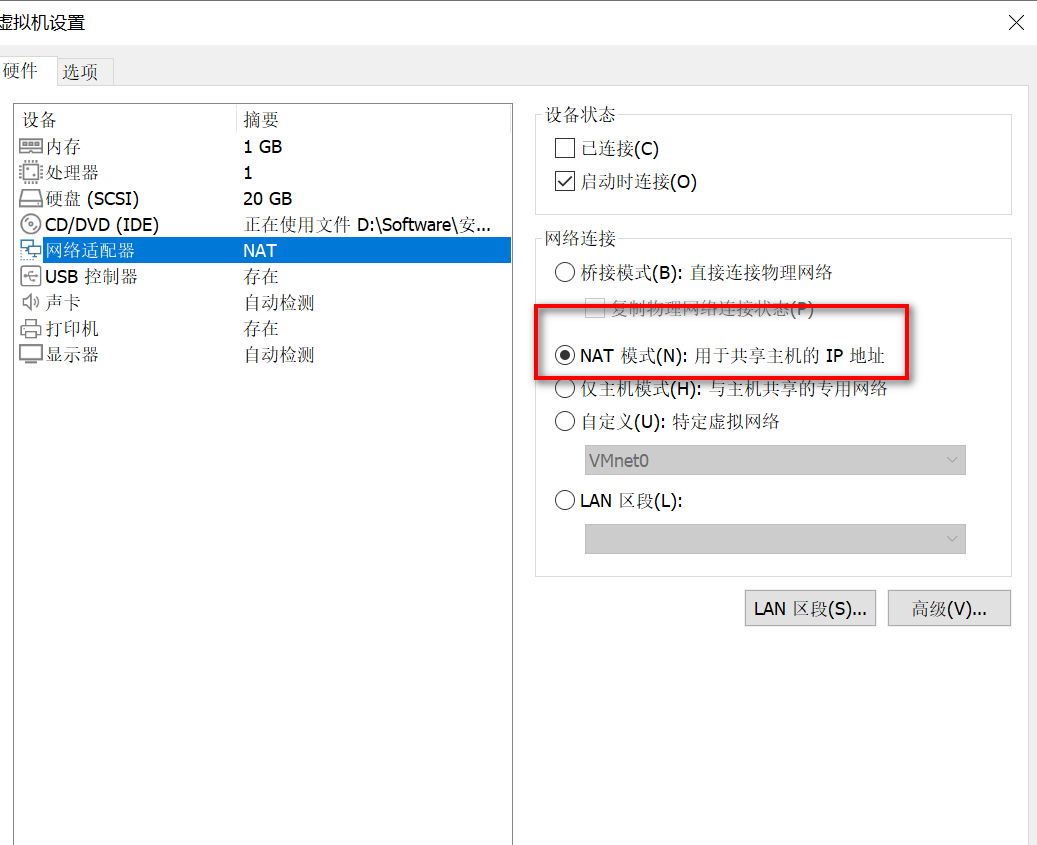 虚拟机设置
硬件 选项
设备 摘要
内存 1 GB
处理器 1
硬盘 (SCSI) 20 GB
CD/DVD (IDE) 正在使用文件 D:\Software\安...
网络适配器 NAT
USB 控制器 存在
声卡 自动检测
打印机 存在
显示器 自动检测
设备状态
已连接(C)
启动时连接(O)
网络连接
桥接模式(B): 直接连接物理网络
复制物理网络连接状态(P)
NAT 模式(N): 用于共享主机的 IP 地址
仅主机模式(H): 与主机共享的专用网络
自定义(U): 特定虚拟网络
VMnet0
LAN 区段(L):
LAN 区段(S)... 高级(V)...